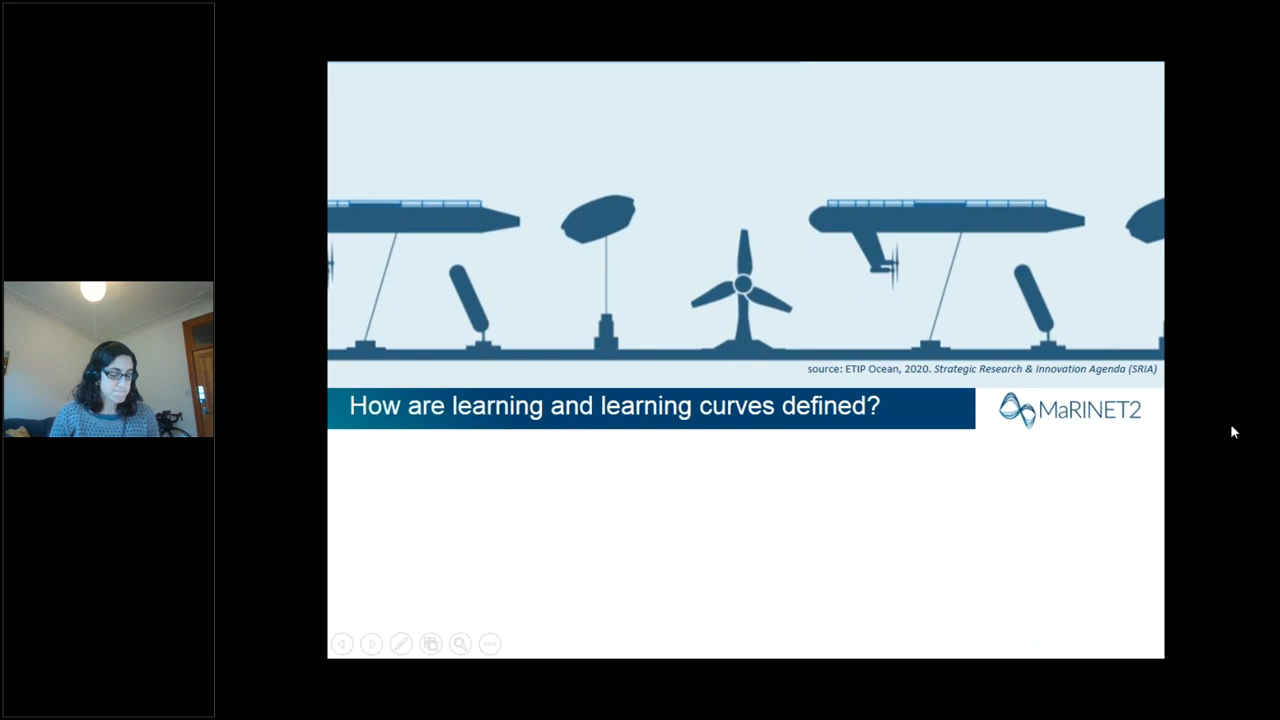 source: ETIP Ocean, 2020. Strategic Research & Innovation Agenda (SRIA)
How are learning and learning curves defined?
MaRINET2